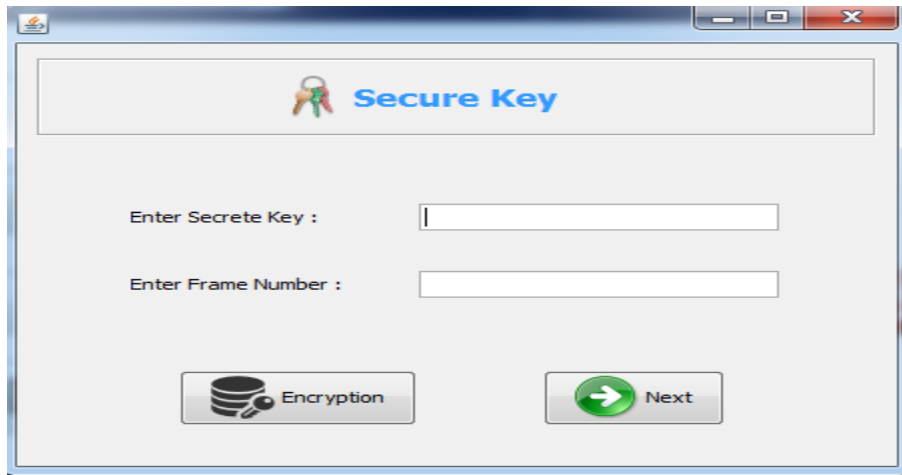 Secure Key
Enter Secrete Key :
Enter Frame Number :
Encryption
Next